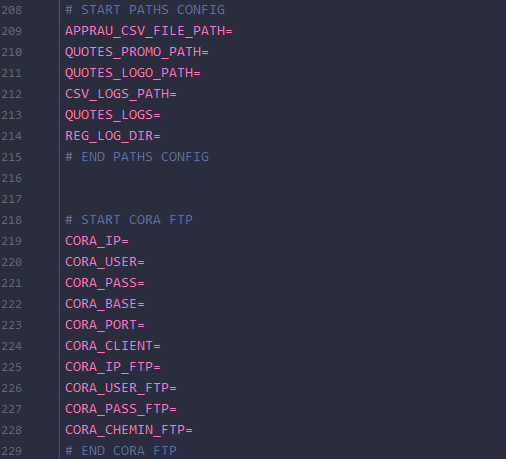 208 # START PATHS CONFIG
209 APPRAU_CSV_FILE_PATH=
210 QUOTES_PROMO_PATH=
211 QUOTES_LOGO_PATH=
212 CSV_LOGS_PATH=
213 QUOTES_LOGS=
214 REG_LOG_DIR=
215 # END PATHS CONFIG
216
217
218 # START CORA FTP
219 CORA_IP=
220 CORA_USER=
221 CORA_PASS=
222 CORA_BASE=
223 CORA_PORT=
224 CORA_CLIENT=
225 CORA_IP_FTP=
226 CORA_USER_FTP=
227 CORA_PASS_FTP=
228 CORA_CHEMIN_FTP=
229 # END CORA FTP